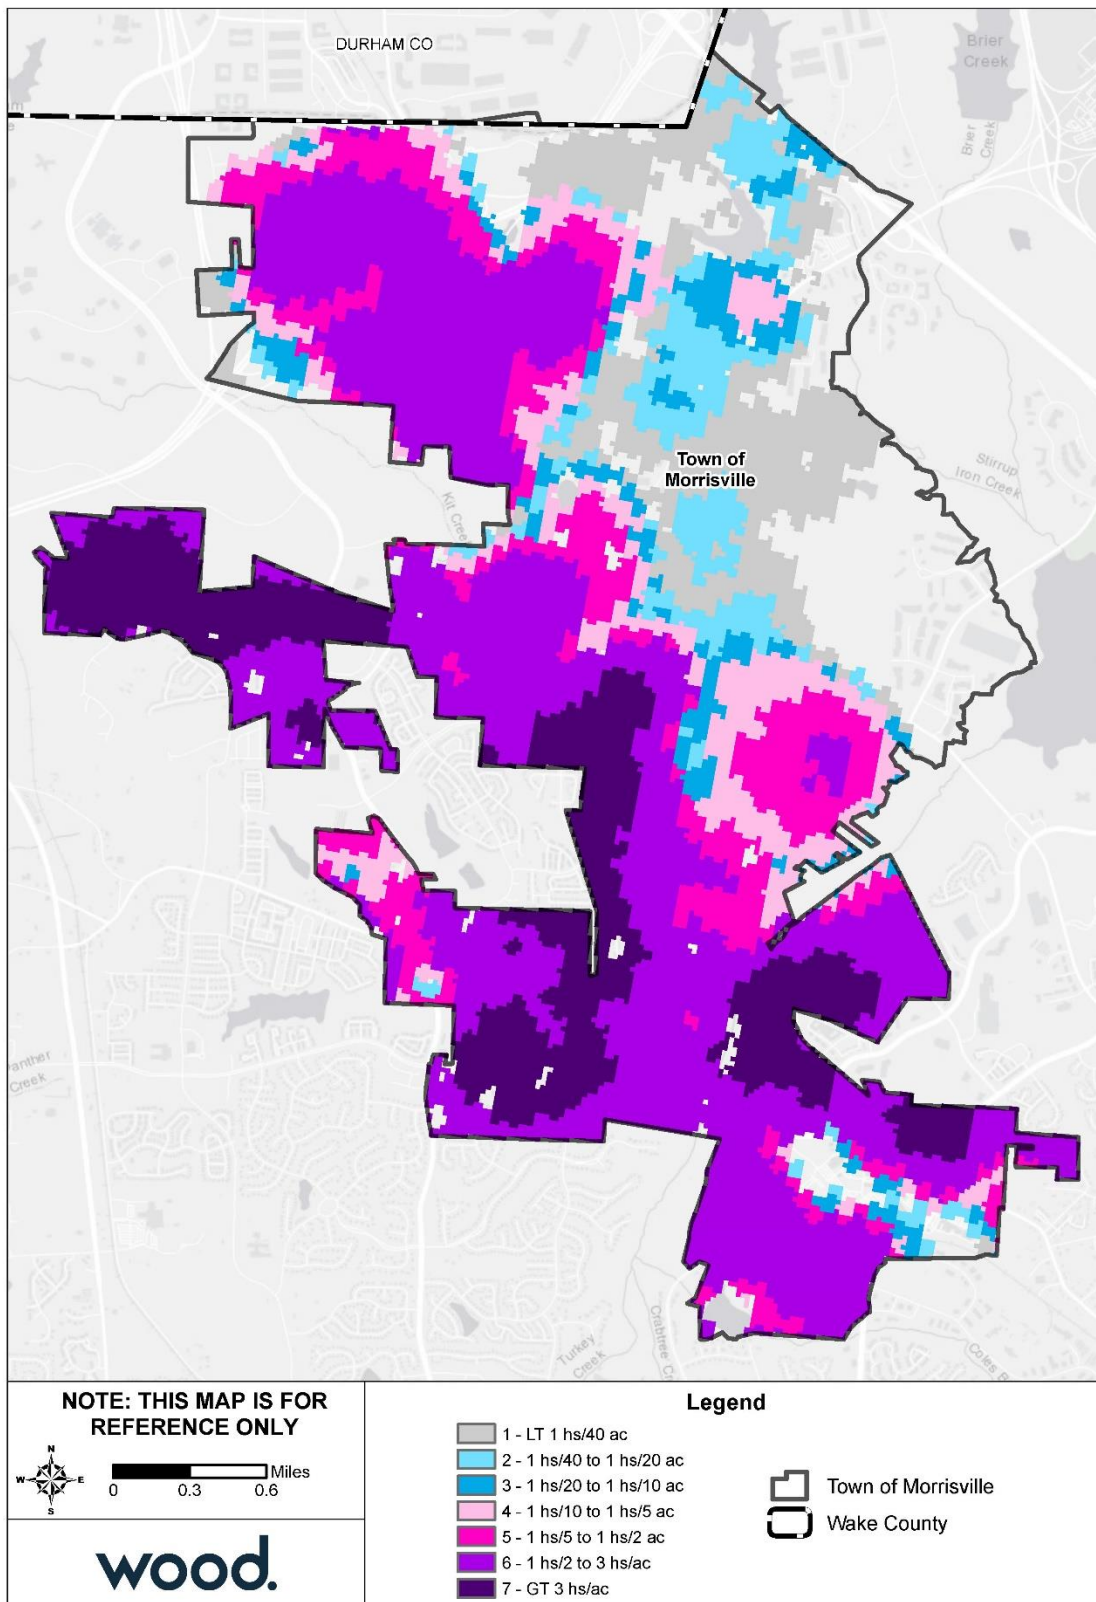 DURHAM CO
Brier
Creek
Brier
Creek
Town of
Morrisville
Stirrup
Iron Creek
Kit Creek
Panther
Creek
Turkey
Creek
NOTE: THIS MAP IS FOR
REFERENCE ONLY
N
W E
S
Miles
0 0.3 0.6
wood.
Legend
1 - LT 1 hs/40 ac
2 - 1 hs/40 to 1 hs/20 ac
3 - 1 hs/20 to 1 hs/10 ac
4 - 1 hs/10 to 1 hs/5 ac
5 - 1 hs/5 to 1 hs/2 ac
6 - 1 hs/2 to 3 hs/ac
7 - GT 3 hs/ac
Town of Morrisville
Wake County